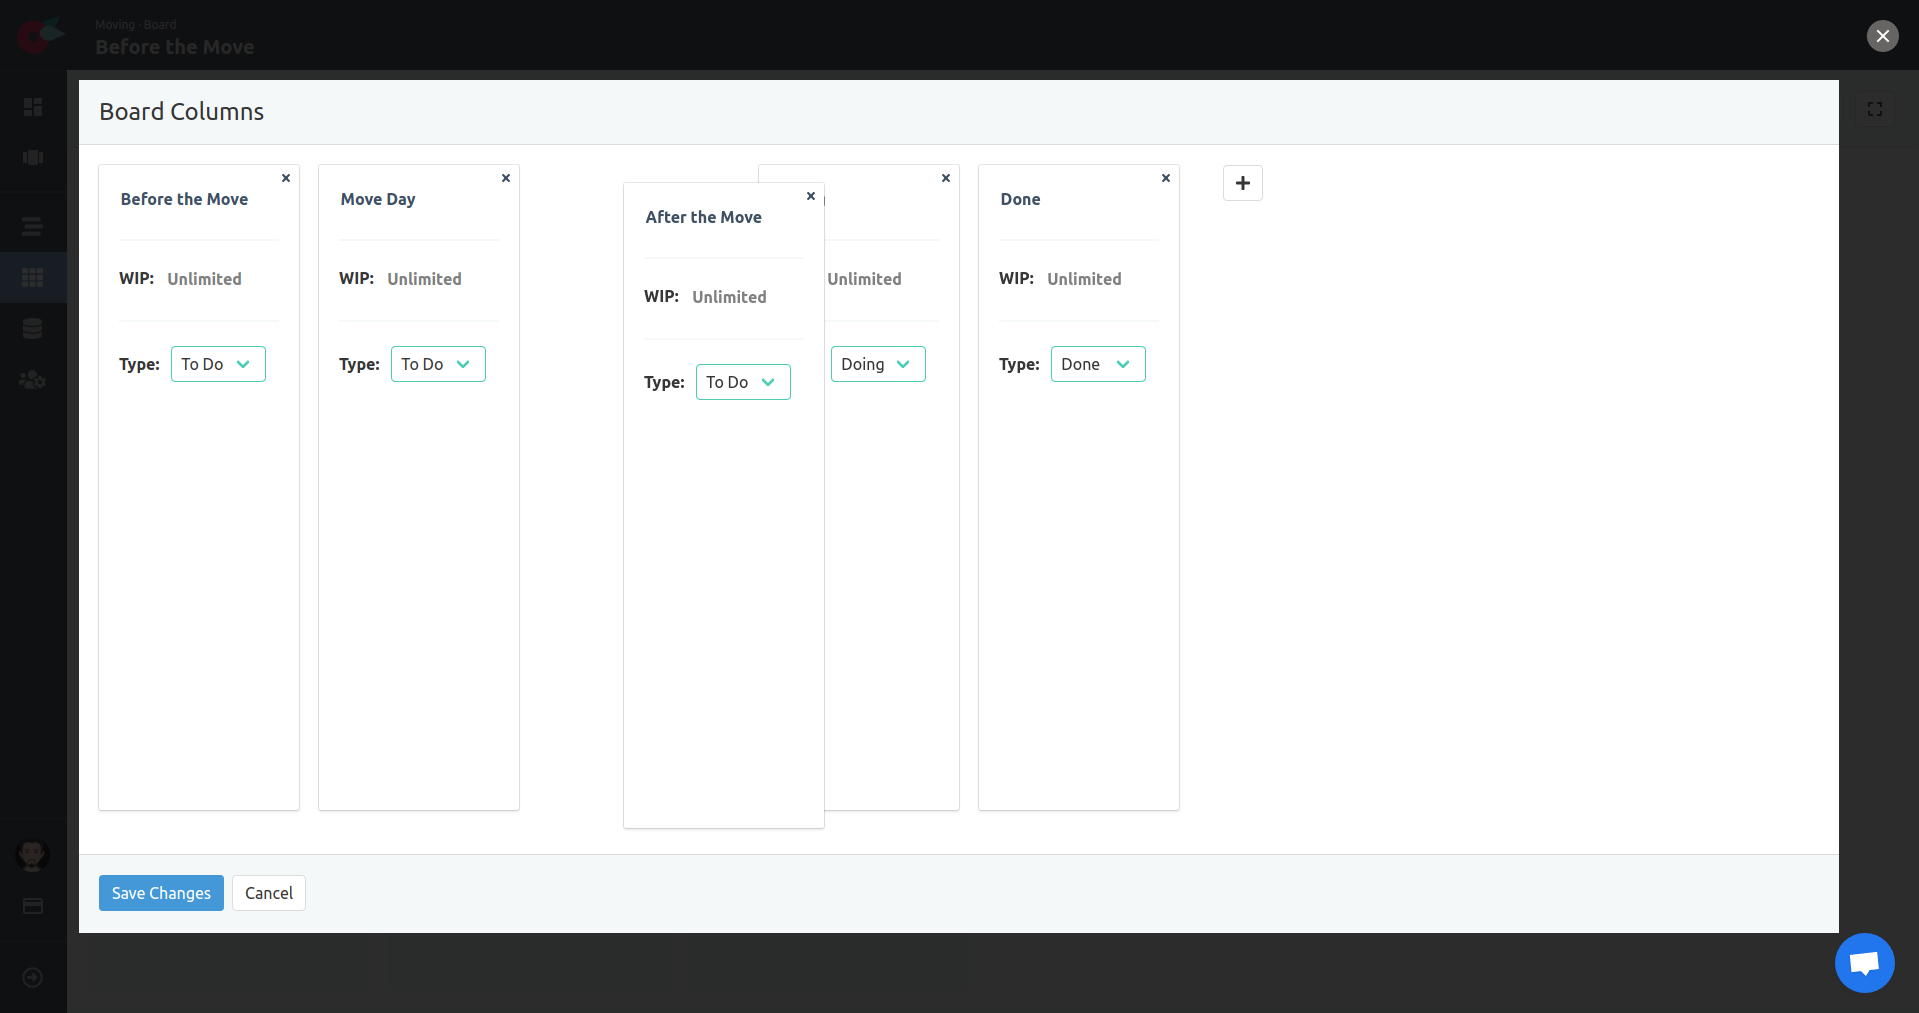 Moving · Board
Before the Move
Board Columns
Before the Move
WIP: Unlimited
Type: To Do
Move Day
WIP: Unlimited
Type: To Do
After the Move
WIP: Unlimited
Type: To Do
Unlimited
Doing
Done
WIP: Unlimited
Type: Done
Save Changes
Cancel